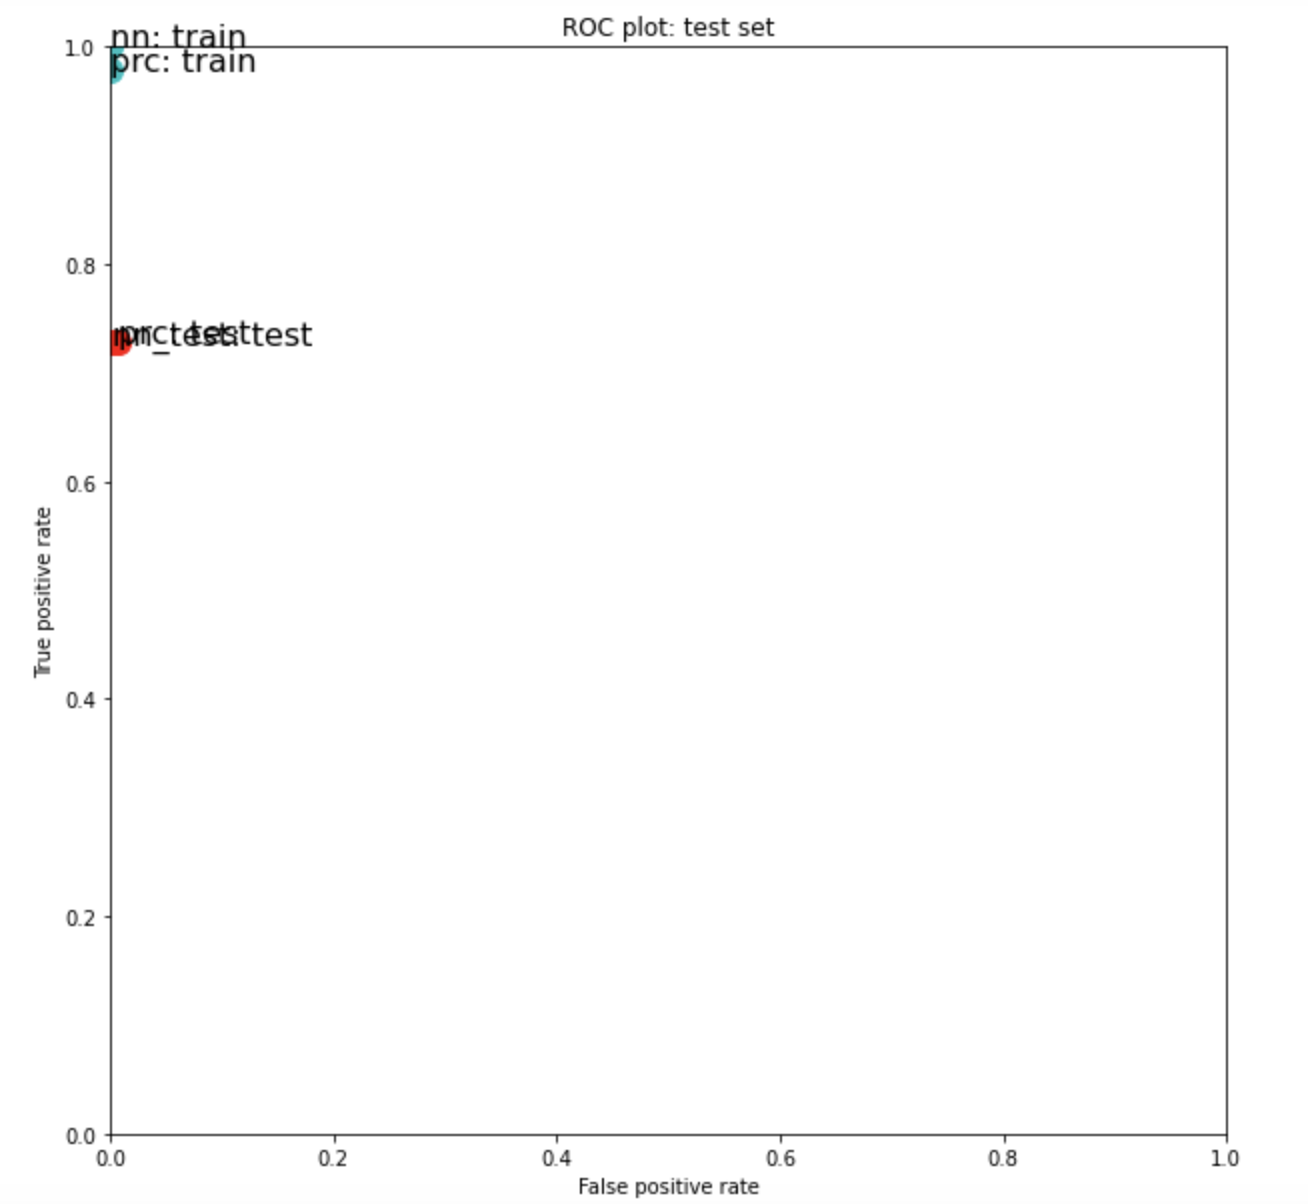 ROC plot: test set
nn: train
prc: train
1.0
0.8
0.6
0.4
0.2
0.0
True positive rate
0.0 0.2 0.4 0.6 0.8 1.0
False positive rate